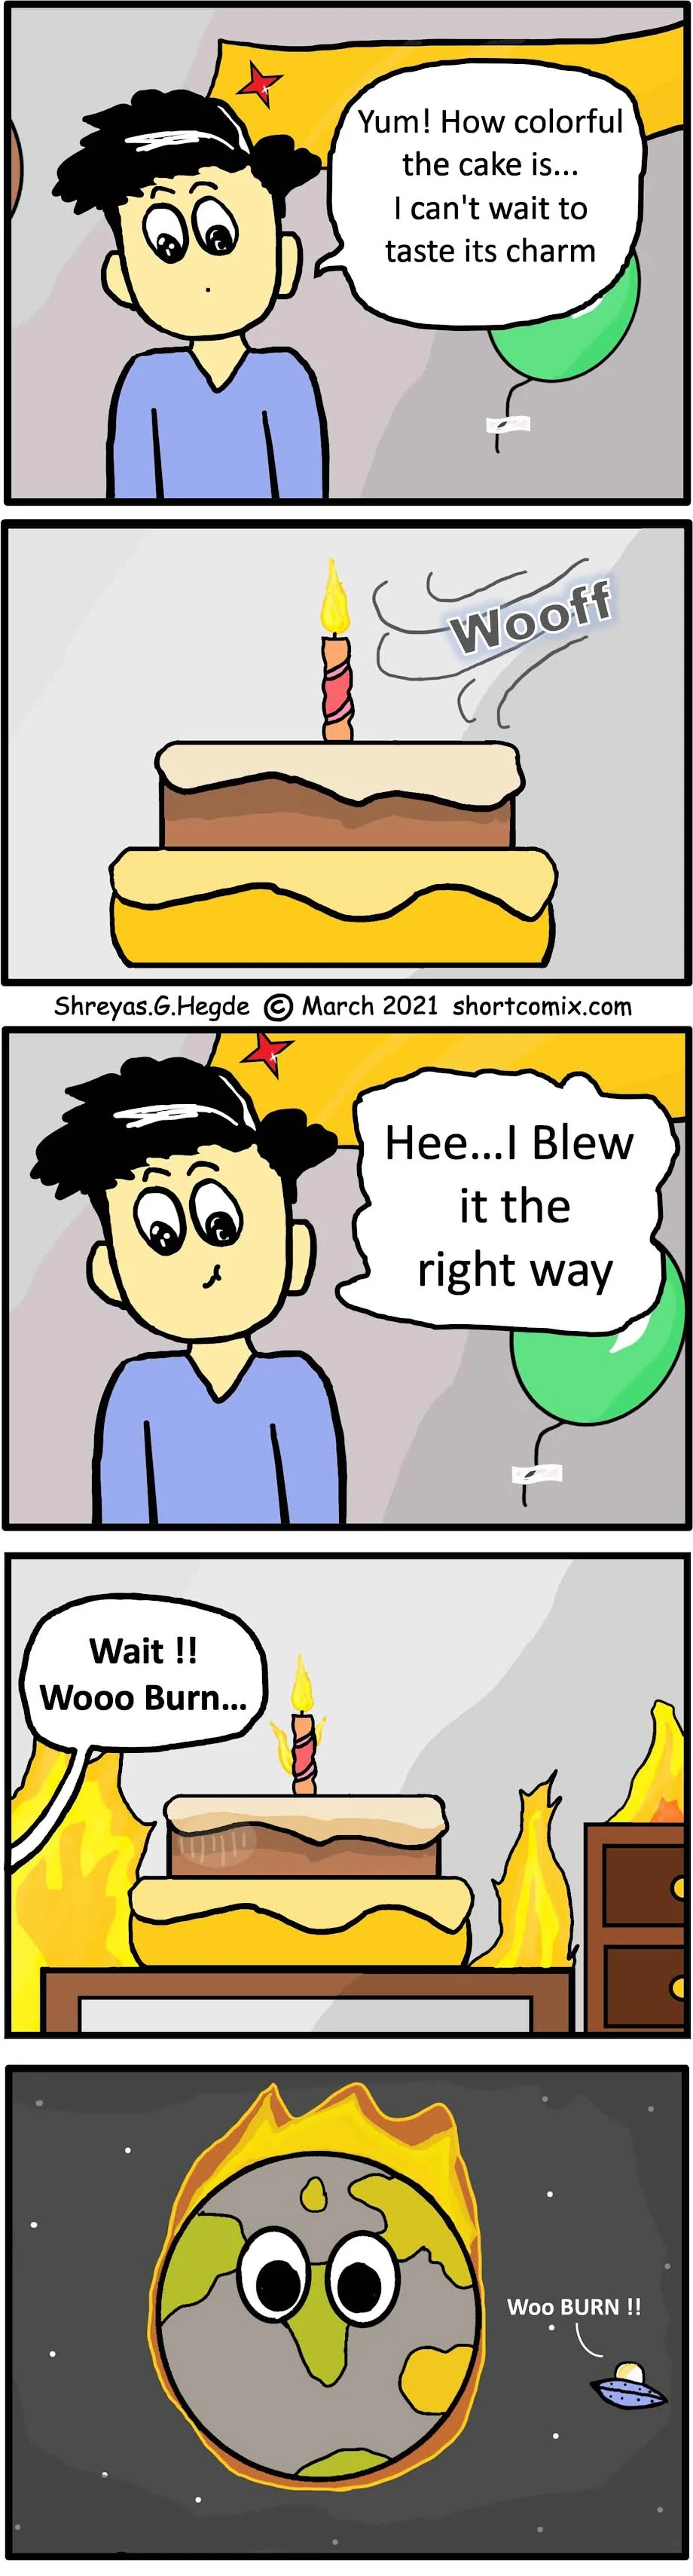 Yum! How colorful
the cake is...
I can't wait to
taste its charm
Wooff
Shreyas.G.Hegde © March 2021 shortcomix.com
Hee...I Blew
it the
right way
Wait !!
Wooo Burn...
Woo BURN !!